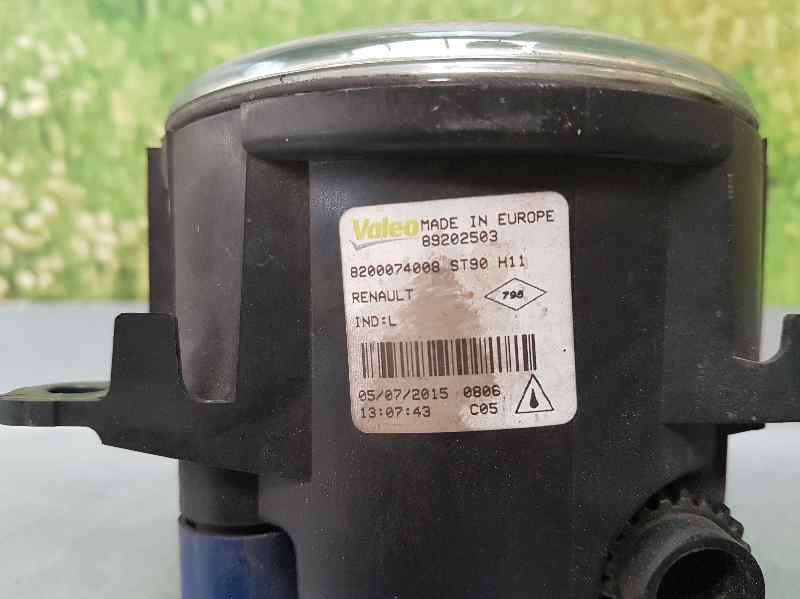 Valeo MADE IN EUROPE
89202503
8200074008 ST90 H11
RENAULT 795
IND:L
05/07/2015 0806
13:07:43 C05